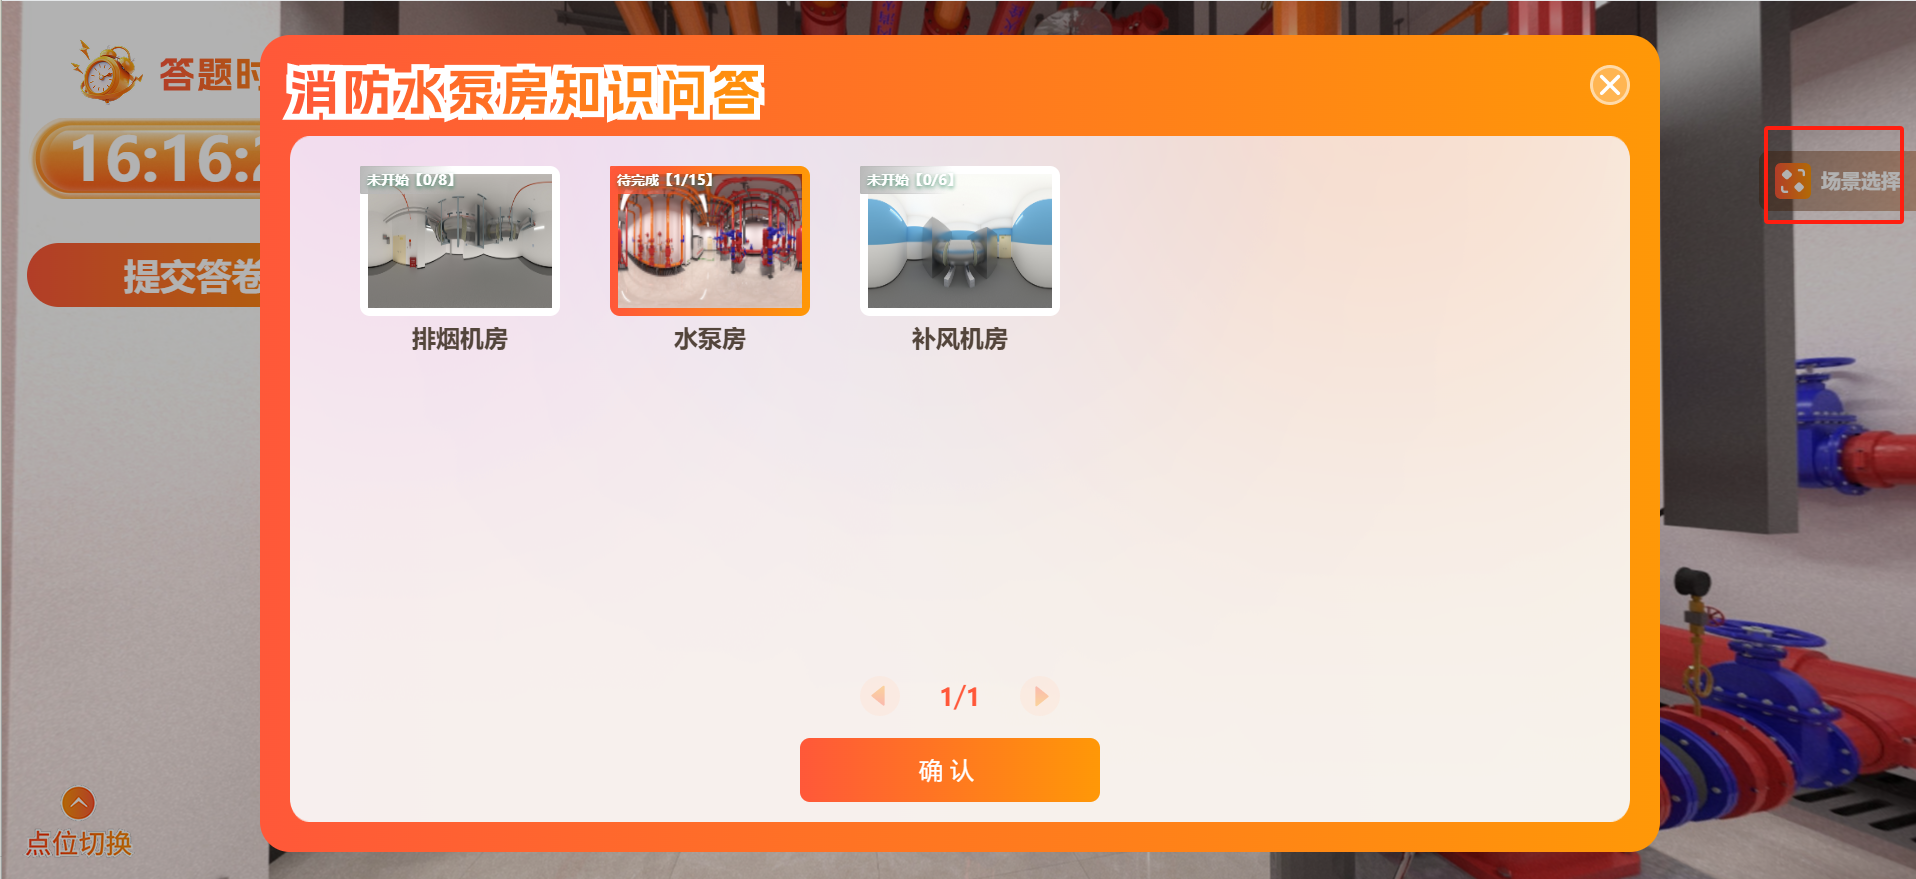 答题时
16:16:2
提交答卷
消防水泵房知识问答
未开始【0/8】
待完成【1/15】
未开始【0/6】
排烟机房
水泵房
补风机房
场景选择
1/1
确认
点位切换